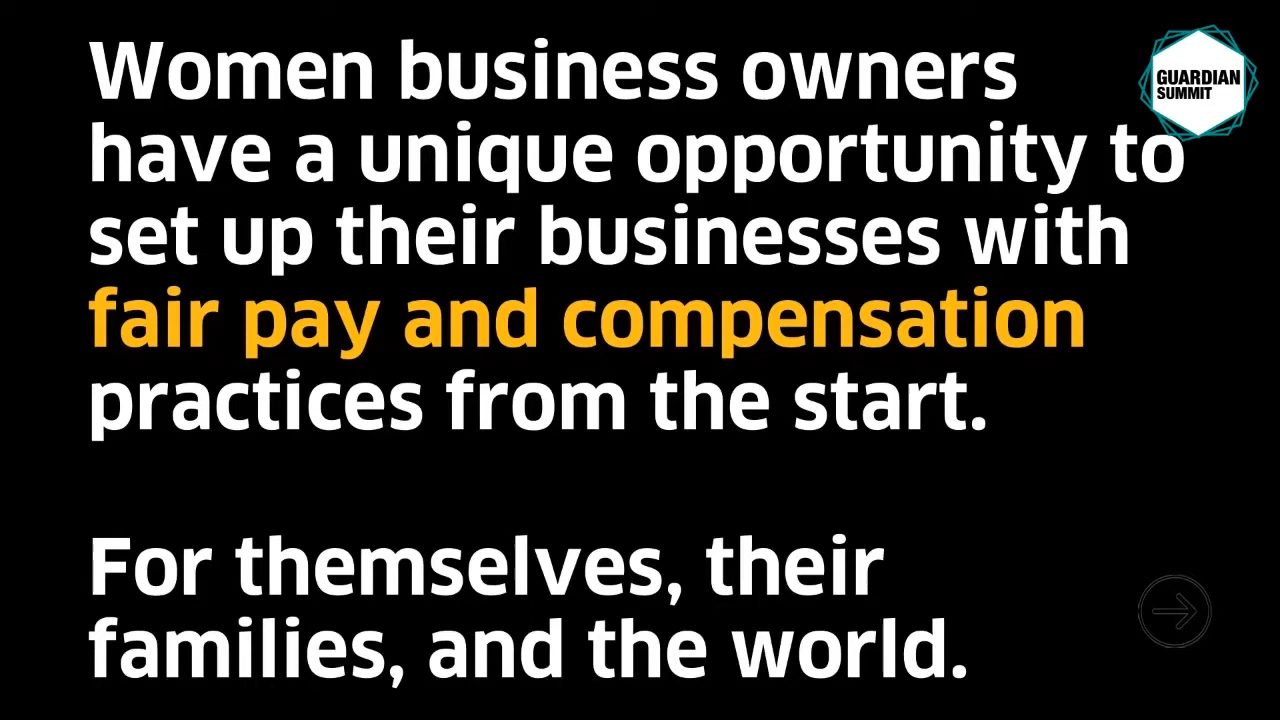 Women business owners
have a unique opportunity to
set up their businesses with
fair pay and compensation
practices from the start.
For themselves, their
families, and the world.
GUARDIAN
SUMMIT